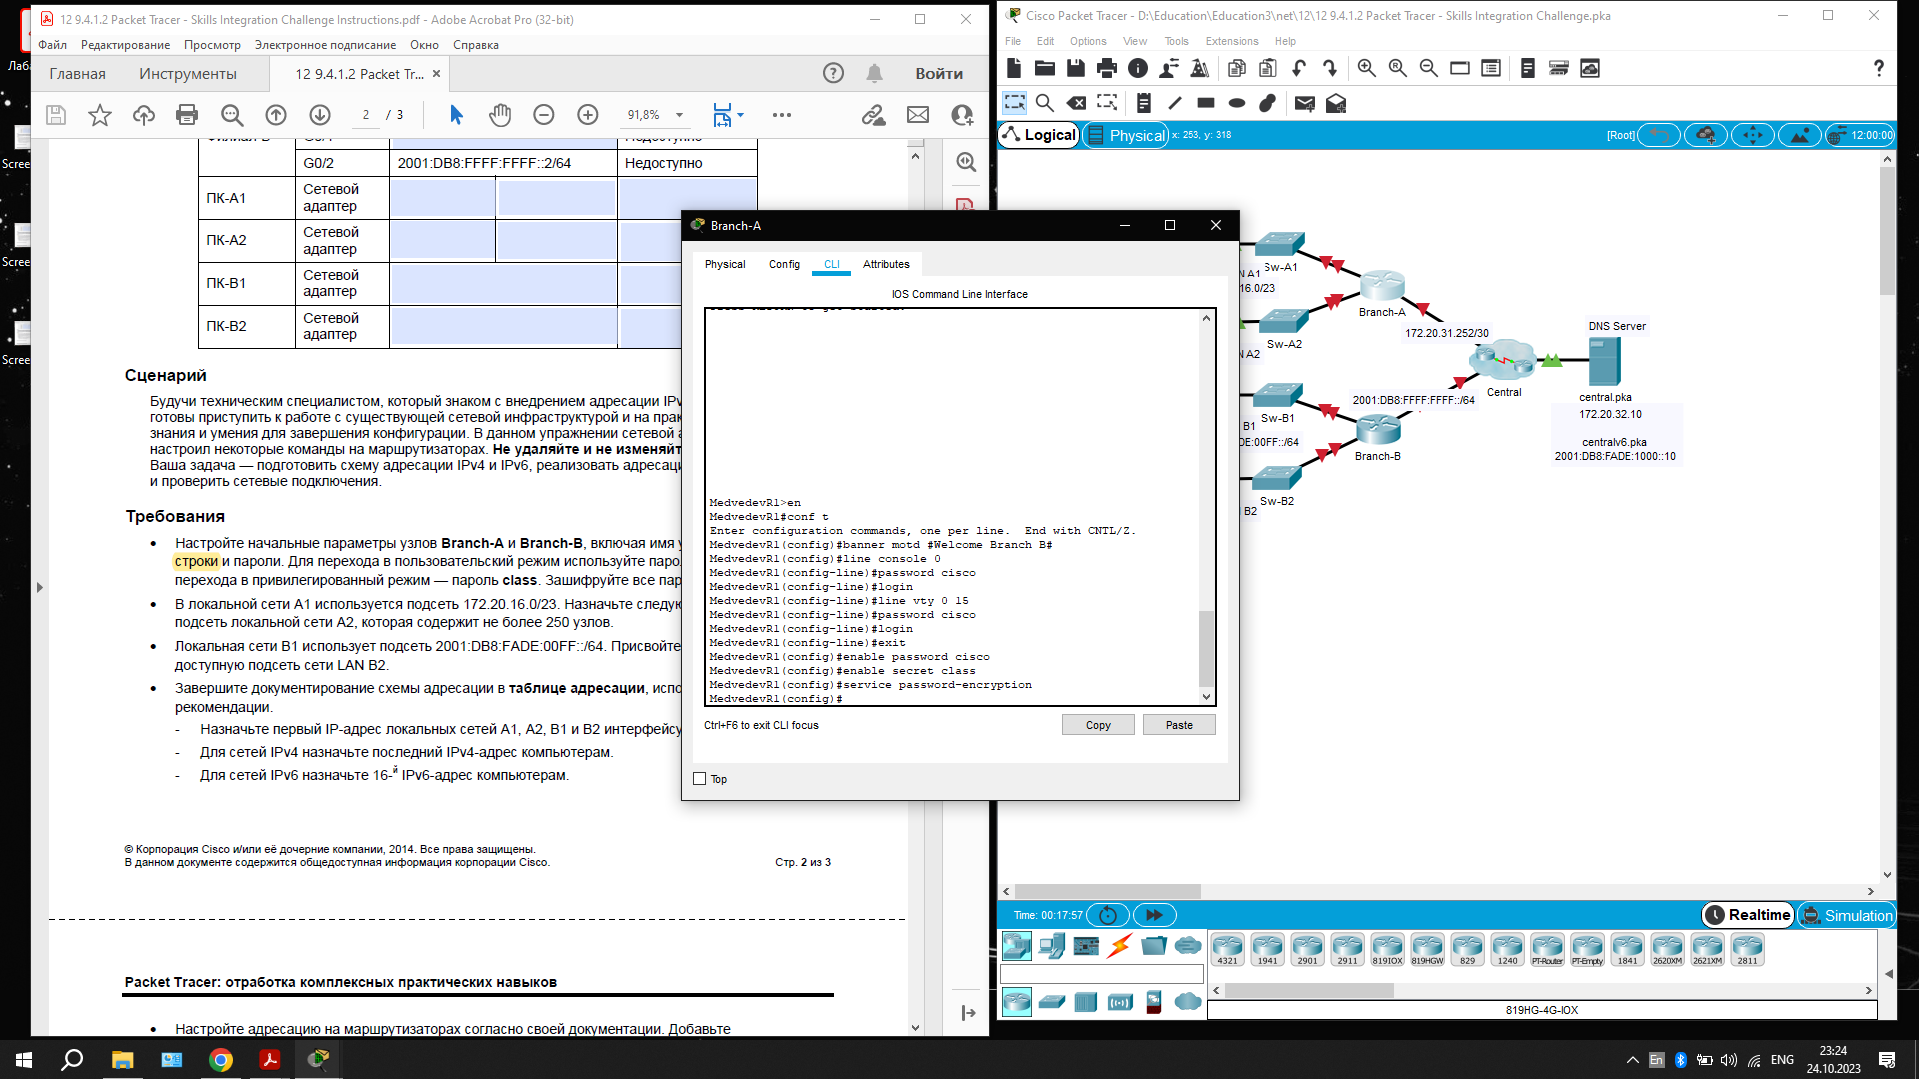 12 9.4.1.2 Packet Tracer - Skills Integration Challenge Instructions.pdf - Adobe Acrobat Pro (32-bit)
Файл Редактирование Просмотр Электронное подписание Окно Справка
Главная Инструменты 12 9.4.1.2 Packet Tr... × Войти
2 / 3 91,8%
G0/2 2001:DB8:FFFF:FFFF::2/64 Недоступно
ПК-A1 Сетевой адаптер
ПК-A2 Сетевой адаптер
ПК-B1 Сетевой адаптер
ПК-B2 Сетевой адаптер
Сценарий
Будучи техническим специалистом, который знаком с внедрением адресации IPv
готовы приступить к работе с существующей сетевой инфраструктурой и на прак
знания и умения для завершения конфигурации. В данном упражнении сетевой а
настроил некоторые команды на маршрутизаторах. Не удаляйте и не изменяйт
Ваша задача — подготовить схему адресации IPv4 и IPv6, реализовать адресаци
и проверить сетевые подключения.
Требования
• Настройте начальные параметры узлов Branch-A и Branch-B, включая имя у
строки и пароли. Для перехода в пользовательский режим используйте паро
перехода в привилегированный режим — пароль class. Зашифруйте все пар
• В локальной сети A1 используется подсеть 172.20.16.0/23. Назначьте следую
подсеть локальной сети A2, которая содержит не более 250 узлов.
• Локальная сети B1 использует подсеть 2001:DB8:FADE:00FF::/64. Присвойте
доступную подсеть сети LAN B2.
• Завершите документирование схемы адресации в таблице адресации, испо
рекомендации.
- Назначьте первый IP-адрес локальных сетей A1, A2, B1 и B2 интерфейсу
- Для сетей IPv4 назначьте последний IPv4-адрес компьютерам.
- Для сетей IPv6 назначьте 16-й IPv6-адрес компьютерам.
© Корпорация Cisco и/или её дочерние компании, 2014. Все права защищены.
В данном документе содержится общедоступная информация корпорации Cisco. Стр. 2 из 3
Packet Tracer: отработка комплексных практических навыков
• Настройте адресацию на маршрутизаторах согласно своей документации. Добавьте
Branch-A
Physical Config CLI Attributes
IOS Command Line Interface
MedvedevR1>en
MedvedevR1#conf t
Enter configuration commands, one per line. End with CNTL/Z.
MedvedevR1(config)#banner motd #Welcome Branch B#
MedvedevR1(config)#line console 0
MedvedevR1(config-line)#password cisco
MedvedevR1(config-line)#login
MedvedevR1(config-line)#line vty 0 15
MedvedevR1(config-line)#password cisco
MedvedevR1(config-line)#login
MedvedevR1(config-line)#exit
MedvedevR1(config)#enable password cisco
MedvedevR1(config)#enable secret class
MedvedevR1(config)#service password-encryption
MedvedevR1(config)#
Ctrl+F6 to exit CLI focus
Copy Paste
Top
Cisco Packet Tracer - D:\Education\Education3\net\12\12 9.4.1.2 Packet Tracer - Skills Integration Challenge.pka
File Edit Options View Tools Extensions Help
Logical Physical x: 253, y: 318 [Root] 12:00:00
Sw-A1
N A1
16.0/23
Branch-A
172.20.31.252/30
Sw-A2
N A2
DNS Server
Central
central.pka
172.20.32.10
centralv6.pka
2001:DB8:FADE:1000::10
2001:DB8:FFFF:FFFF::/64
Sw-B1
B1
DE:00FF::/64
Branch-B
Sw-B2
B2
Time: 00:17:57 Realtime Simulation
4321 1941 2901 2911 819IOX 819HGW 829 1240 PT-Router PT-Empty 1841 2620XM 2621XM 2811
819HG-4G-IOX
Лаб
Scree
Scree
Scree
En ENG 23:24
24.10.2023